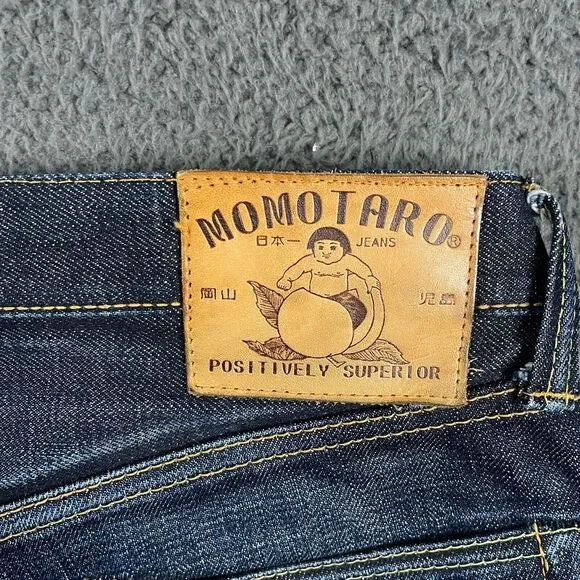 MOMOTARO®
日本一 JEANS
岡山 児島
POSITIVELY SUPERIOR